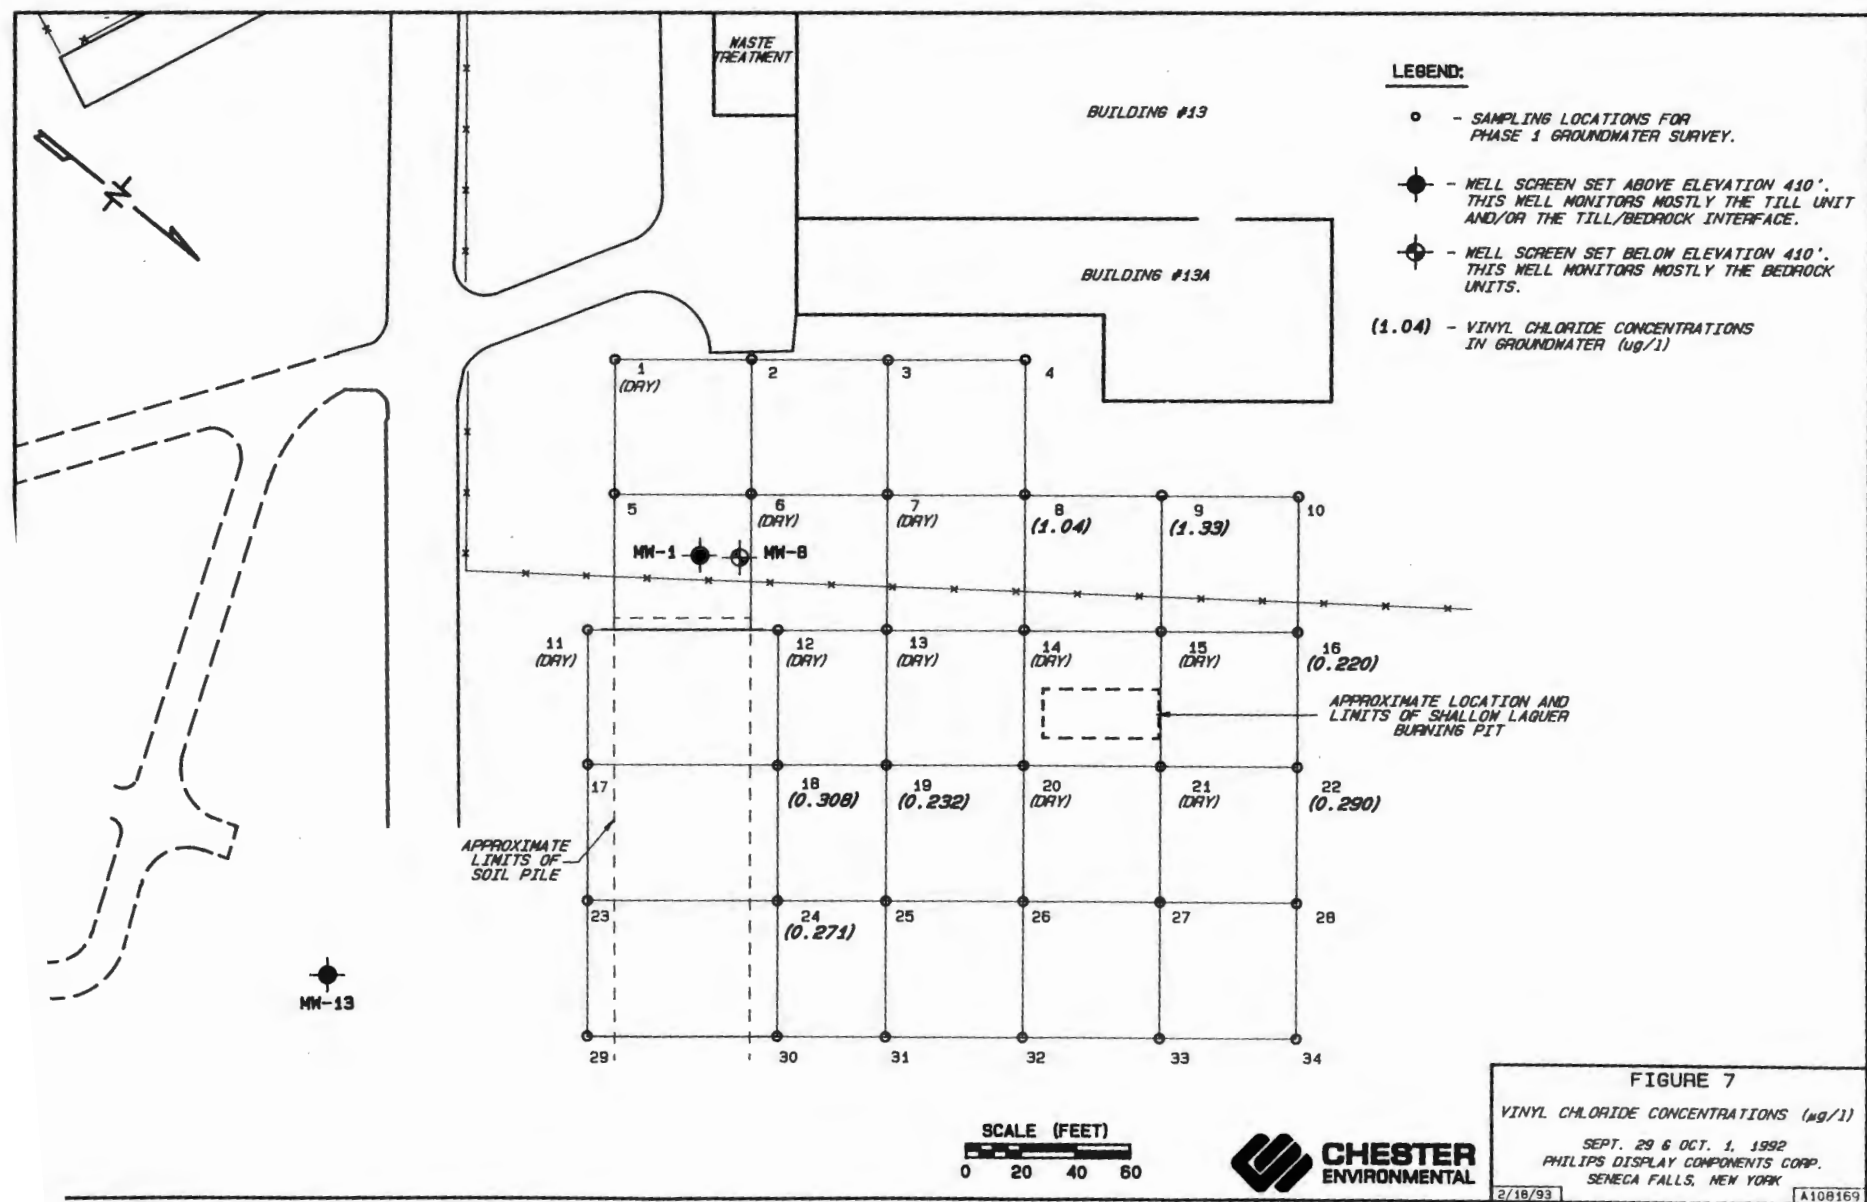 WASTE
TREATMENT
BUILDING #13
BUILDING #13A
LEGEND:
- SAMPLING LOCATIONS FOR
PHASE 1 GROUNDWATER SURVEY.
- WELL SCREEN SET ABOVE ELEVATION 410'.
THIS WELL MONITORS MOSTLY THE TILL UNIT
AND/OR THE TILL/BEDROCK INTERFACE.
- WELL SCREEN SET BELOW ELEVATION 410'.
THIS WELL MONITORS MOSTLY THE BEDROCK
UNITS.
(1.04) - VINYL CHLORIDE CONCENTRATIONS
IN GROUNDWATER (ug/l)
N
1
(DRY)
2
3
4
5
6
(DRY)
7
(DRY)
8
(1.04)
9
(1.33)
10
MW-1
MW-8
11
(DRY)
12
(DRY)
13
(DRY)
14
(DRY)
15
(DRY)
16
(0.220)
APPROXIMATE LOCATION AND
LIMITS OF SHALLOW LAQUER
BURNING PIT
17
18
(0.308)
19
(0.232)
20
(DRY)
21
(DRY)
22
(0.290)
APPROXIMATE
LIMITS OF
SOIL PILE
23
24
(0.271)
25
26
27
28
MW-13
29
30
31
32
33
34
SCALE (FEET)
0 20 40 60
CHESTER
ENVIRONMENTAL
FIGURE 7
VINYL CHLORIDE CONCENTRATIONS (µg/l)
SEPT. 29 & OCT. 1, 1992
PHILIPS DISPLAY COMPONENTS CORP.
SENECA FALLS, NEW YORK
2/18/93
A108169